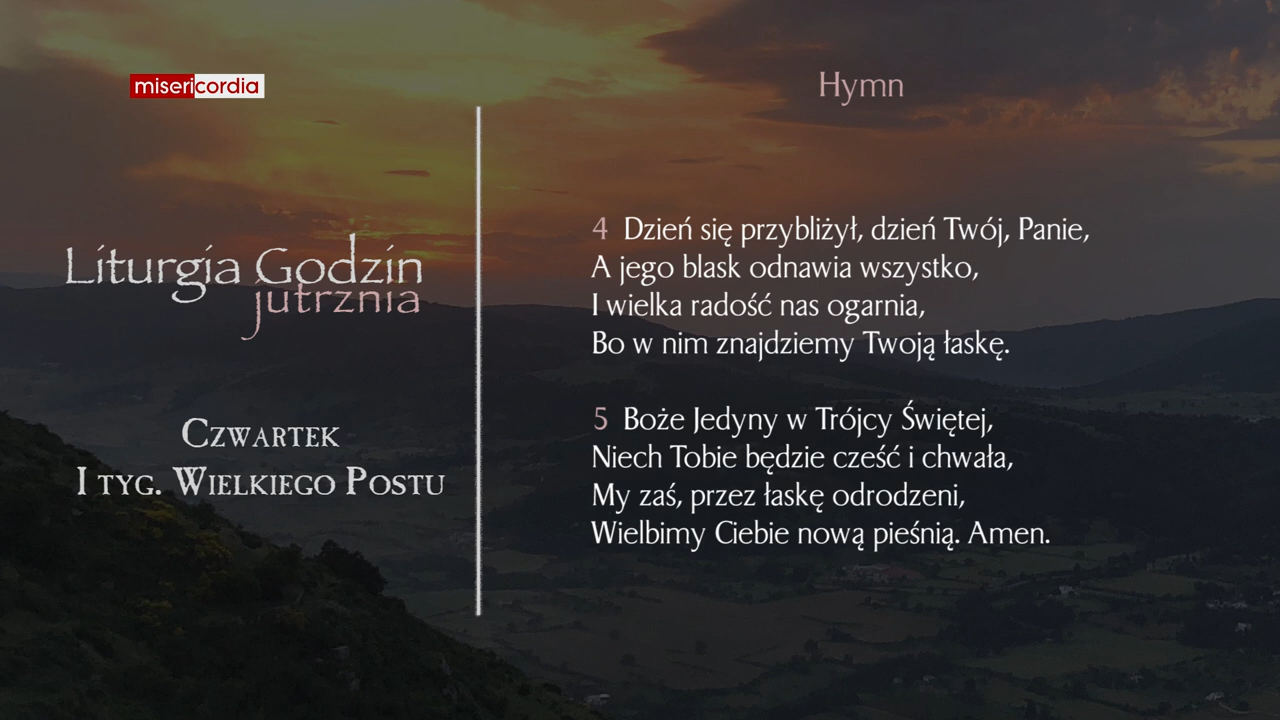 misericordia
Liturgia Godzin
jutrznia
Czwartek
I tyg. Wielkiego Postu
Hymn
4 Dzień się przybliżył, dzień Twój, Panie,
A jego blask odnawia wszystko,
I wielka radość nas ogarnia,
Bo w nim znajdziemy Twoją łaskę.
5 Boże Jedyny w Trójcy Świętej,
Niech Tobie będzie cześć i chwała,
My zaś, przez łaskę odrodzeni,
Wielbimy Ciebie nową pieśnią. Amen.